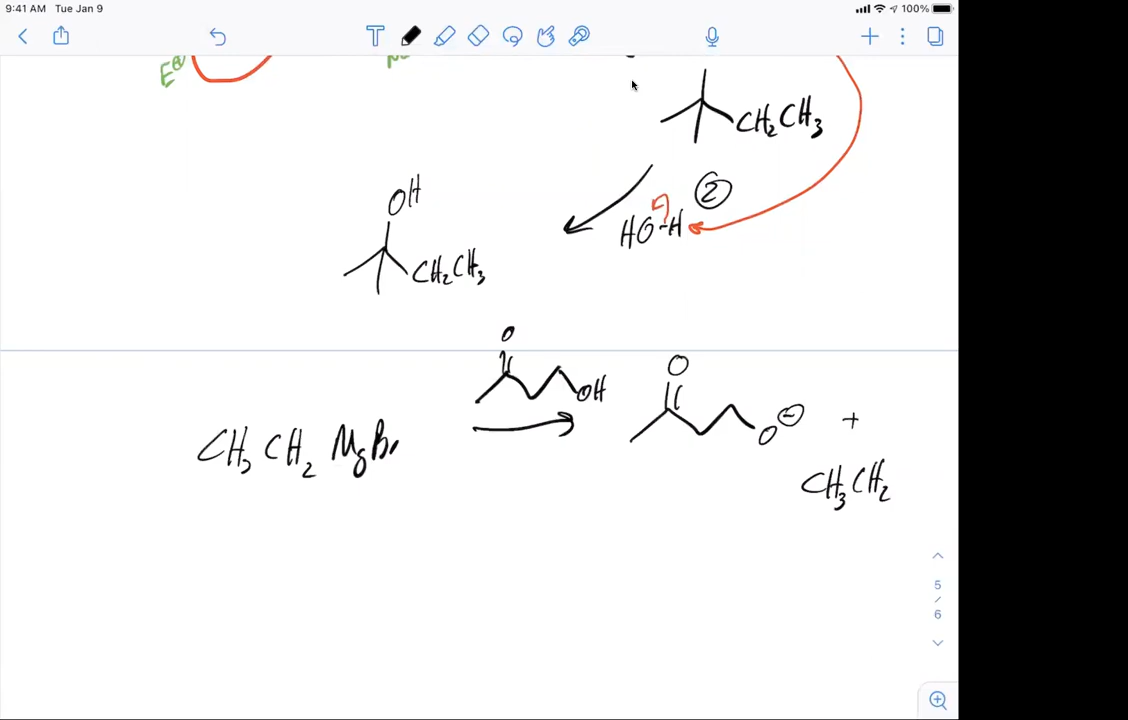 9:41 AM Tue Jan 9
100%
E⊕
CH₂CH₃
OH
②
HO-H
CH₂CH₃
O
OH
O
O⊖
+
CH₃CH₂MgBr
CH₃CH₂
5
/
6